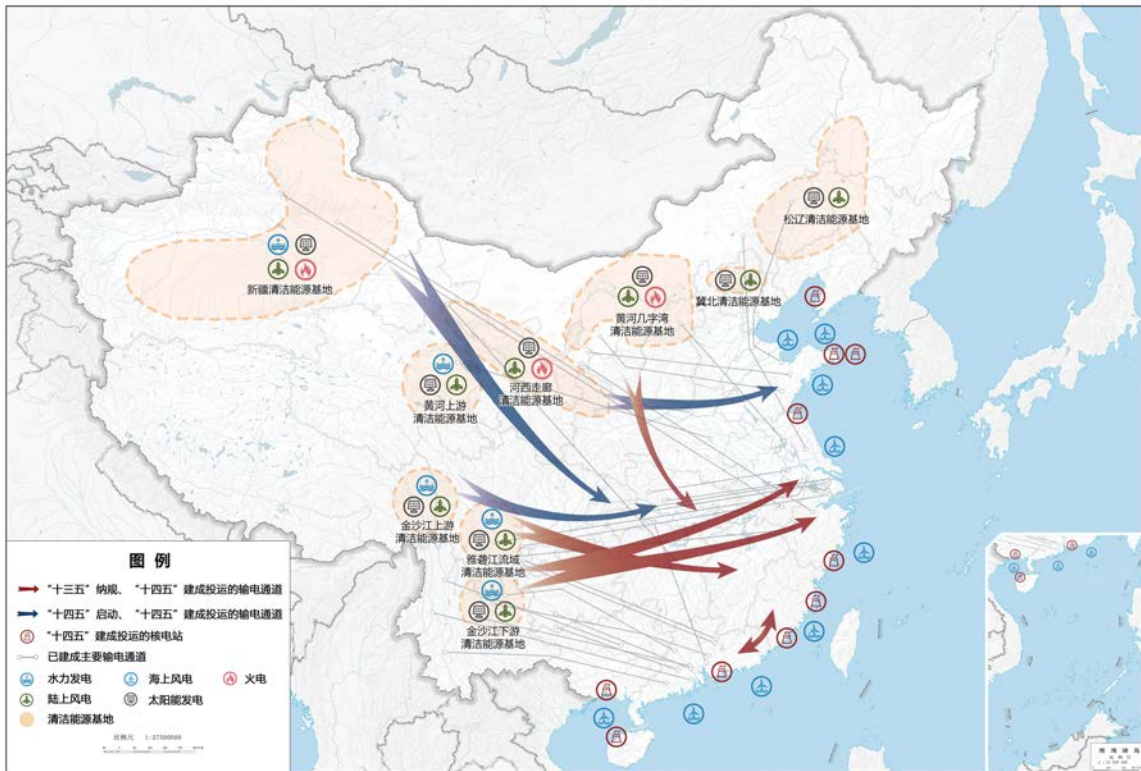 松辽清洁能源基地
新疆清洁能源基地
冀北清洁能源基地
黄河几字湾
清洁能源基地
河西走廊
清洁能源基地
黄河上游
清洁能源基地
金沙江上游
清洁能源基地
雅砻江流域
清洁能源基地
金沙江下游
清洁能源基地
图 例
“十三五”纳规、“十四五”建成投运的输电通道
“十四五”启动、“十四五”建成投运的输电通道
“十四五”建成投运的核电站
已建成主要输电通道
水力发电 海上风电 火电
陆上风电 太阳能发电
清洁能源基地
比例尺 1:27500000
南海诸岛